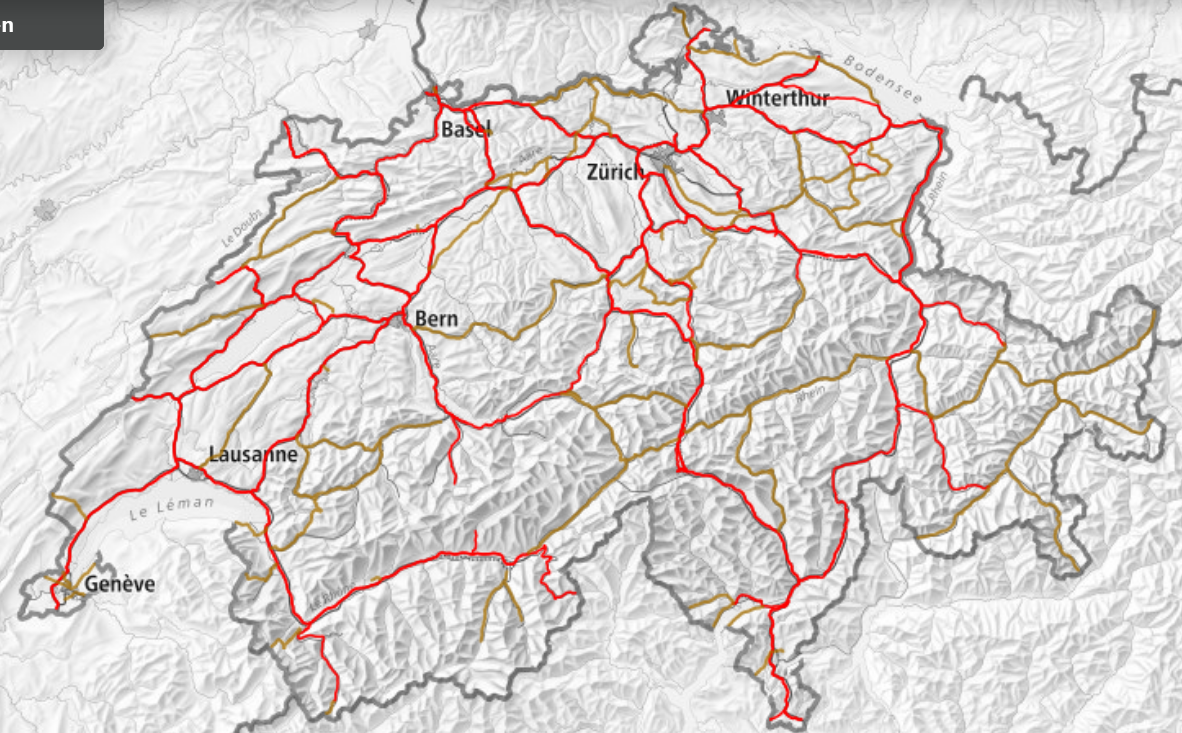 n
Bodensee
Winterthur
Basel
Aare
Zürich
Rhein
Le Doubs
Bern
Aare
Rhein
Lausanne
Le Léman
Genève
Le Rhône